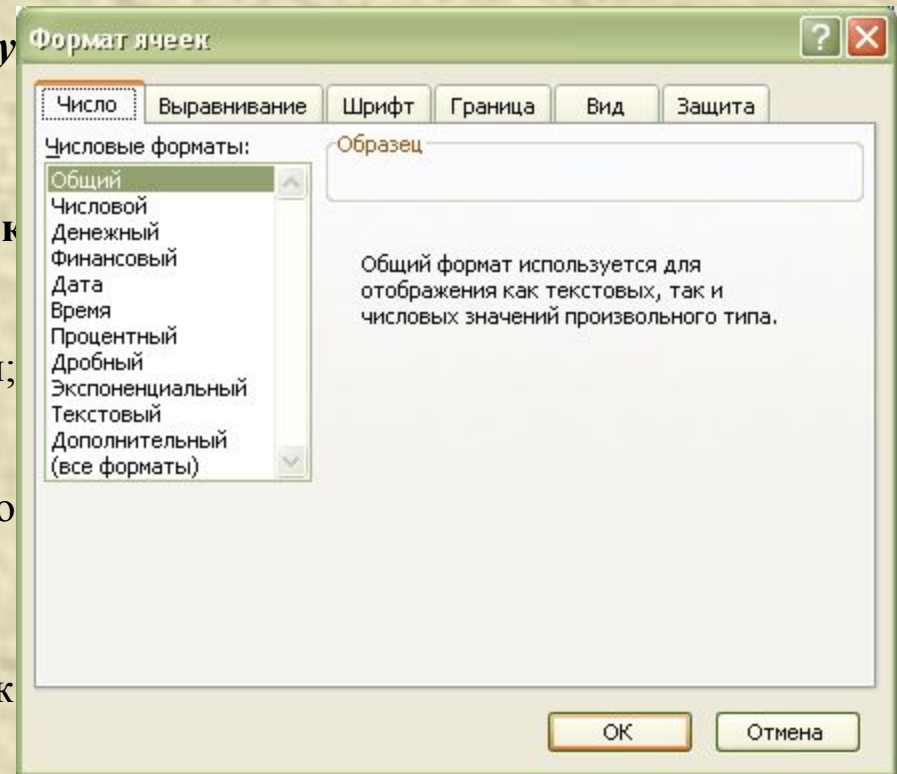 Формат ячеек
Число Выравнивание Шрифт Граница Вид Защита
Числовые форматы:
Общий
Числовой
Денежный
Финансовый
Дата
Время
Процентный
Дробный
Экспоненциальный
Текстовый
Дополнительный
(все форматы)
Образец
Общий формат используется для
отображения как текстовых, так и
числовых значений произвольного типа.
ОК Отмена